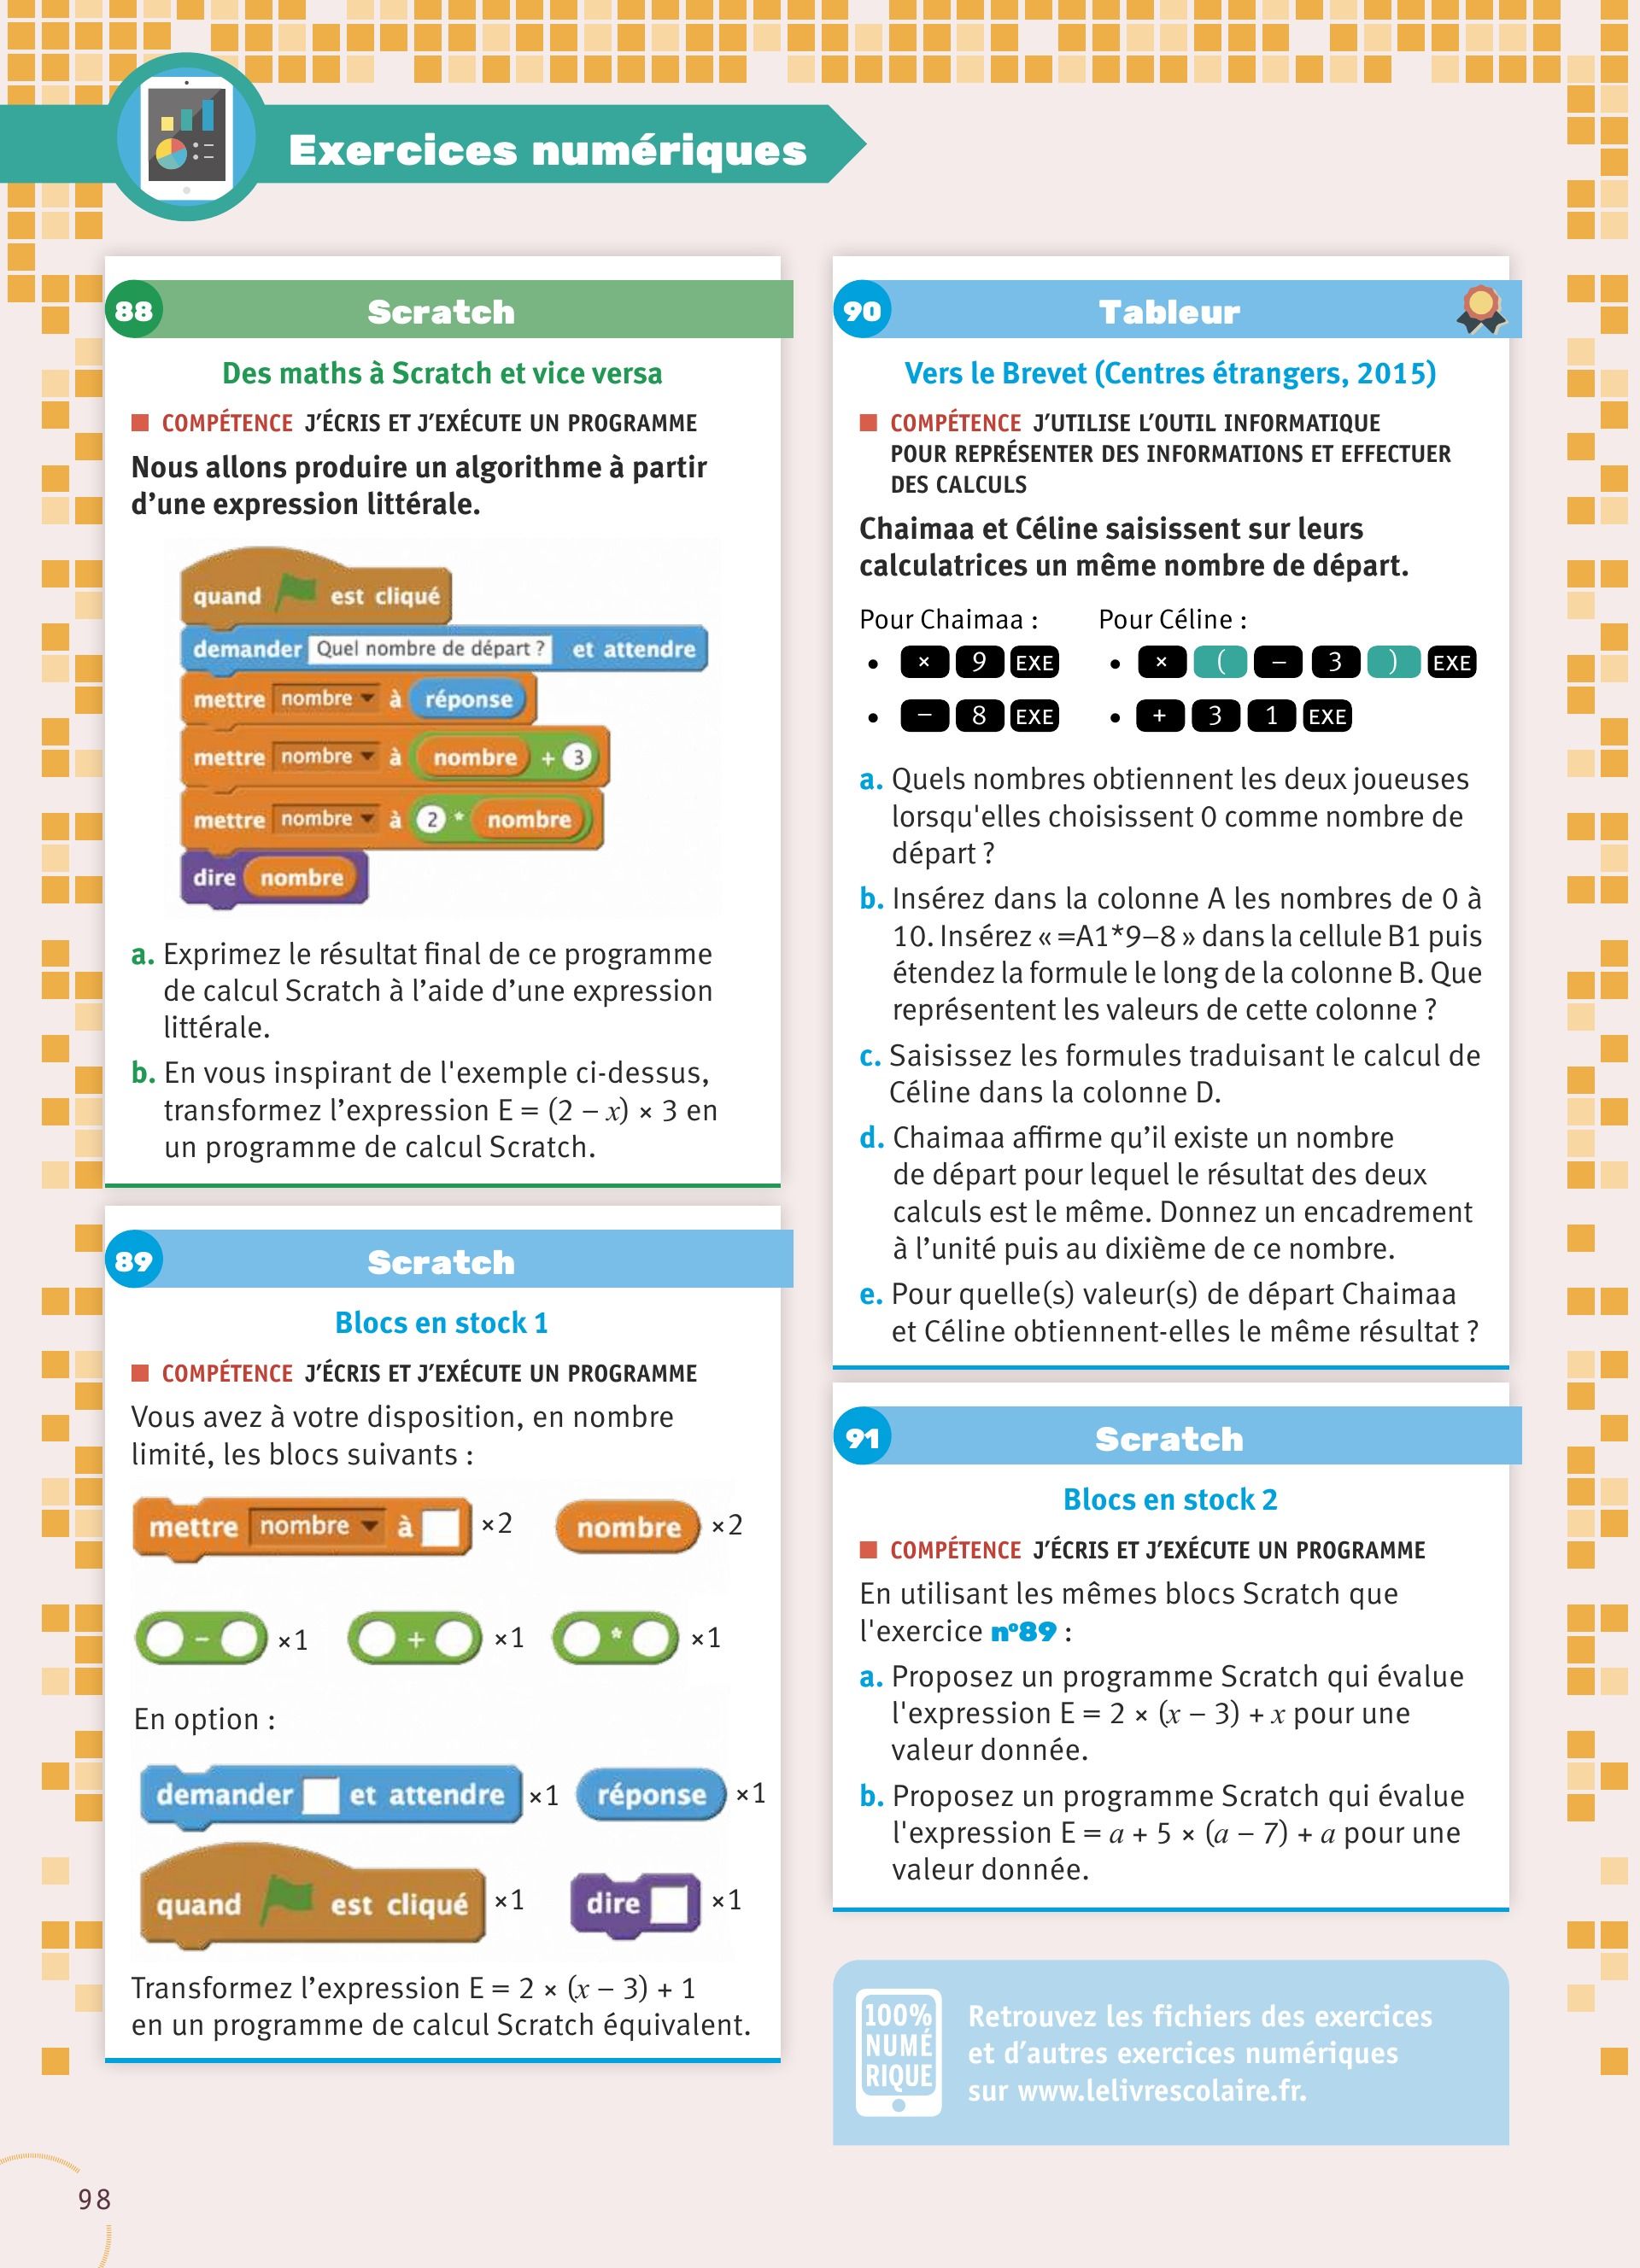 Exercices numériques
88 Scratch
Des maths à Scratch et vice versa
COMPÉTENCE J'ÉCRIS ET J'EXÉCUTE UN PROGRAMME
Nous allons produire un algorithme à partir
d'une expression littérale.
quand est cliqué
demander Quel nombre de départ ? et attendre
mettre nombre à réponse
mettre nombre à nombre + 3
mettre nombre à 2 * nombre
dire nombre
a. Exprimez le résultat final de ce programme
de calcul Scratch à l'aide d'une expression
littérale.
b. En vous inspirant de l'exemple ci-dessus,
transformez l'expression E = (2 – x) × 3 en
un programme de calcul Scratch.
89 Scratch
Blocs en stock 1
COMPÉTENCE J'ÉCRIS ET J'EXÉCUTE UN PROGRAMME
Vous avez à votre disposition, en nombre
limité, les blocs suivants :
mettre nombre à ×2 nombre ×2
- ×1 + ×1 * ×1
En option :
demander et attendre ×1 réponse ×1
quand est cliqué ×1 dire ×1
Transformez l'expression E = 2 × (x – 3) + 1
en un programme de calcul Scratch équivalent.
90 Tableur
Vers le Brevet (Centres étrangers, 2015)
COMPÉTENCE J'UTILISE L'OUTIL INFORMATIQUE
POUR REPRÉSENTER DES INFORMATIONS ET EFFECTUER
DES CALCULS
Chaimaa et Céline saisissent sur leurs
calculatrices un même nombre de départ.
Pour Chaimaa : Pour Céline :
• × 9 EXE • × ( – 3 ) EXE
• – 8 EXE • + 3 1 EXE
a. Quels nombres obtiennent les deux joueuses
lorsqu'elles choisissent 0 comme nombre de
départ ?
b. Insérez dans la colonne A les nombres de 0 à
10. Insérez « =A1*9–8 » dans la cellule B1 puis
étendez la formule le long de la colonne B. Que
représentent les valeurs de cette colonne ?
c. Saisissez les formules traduisant le calcul de
Céline dans la colonne D.
d. Chaimaa affirme qu'il existe un nombre
de départ pour lequel le résultat des deux
calculs est le même. Donnez un encadrement
à l'unité puis au dixième de ce nombre.
e. Pour quelle(s) valeur(s) de départ Chaimaa
et Céline obtiennent-elles le même résultat ?
91 Scratch
Blocs en stock 2
COMPÉTENCE J'ÉCRIS ET J'EXÉCUTE UN PROGRAMME
En utilisant les mêmes blocs Scratch que
l'exercice n°89 :
a. Proposez un programme Scratch qui évalue
l'expression E = 2 × (x – 3) + x pour une
valeur donnée.
b. Proposez un programme Scratch qui évalue
l'expression E = a + 5 × (a – 7) + a pour une
valeur donnée.
100%
NUMÉ
RIQUE
Retrouvez les fichiers des exercices
et d'autres exercices numériques
sur www.lelivrescolaire.fr.
98